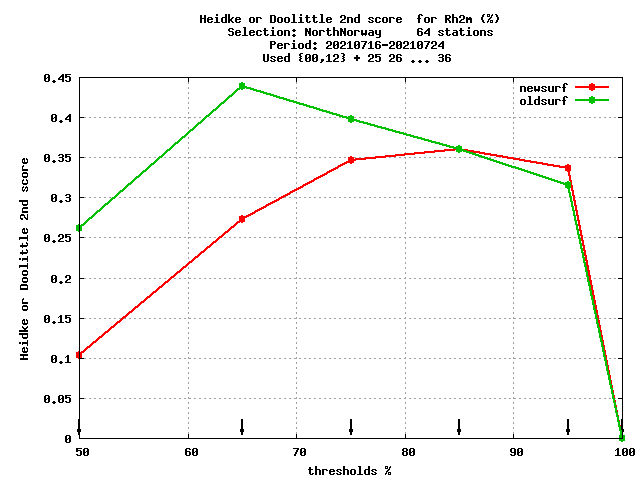 Heidke or Doolittle 2nd score  for Rh2m (%)
Selection: NorthNorway     64 stations
Period: 20210716-20210724
Used {00,12} + 25 26 ... 36
newsurf
oldsurf
Heidke or Doolittle 2nd score
0.45
0.4
0.35
0.3
0.25
0.2
0.15
0.1
0.05
0
50 60 70 80 90 100
thresholds %